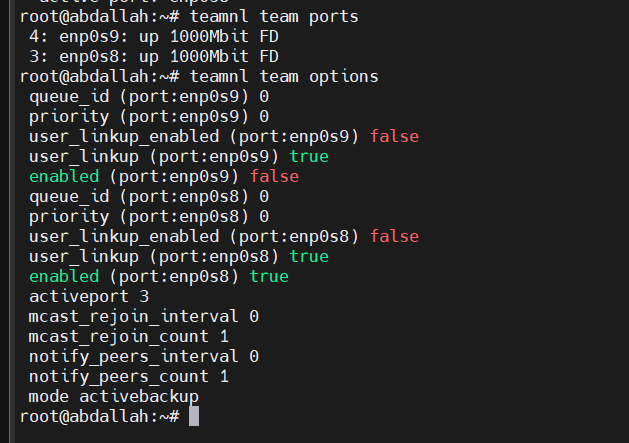 root@abdallah:~# teamnl team ports
4: enp0s9: up 1000Mbit FD
3: enp0s8: up 1000Mbit FD
root@abdallah:~# teamnl team options
queue_id (port:enp0s9) 0
priority (port:enp0s9) 0
user_linkup_enabled (port:enp0s9) false
user_linkup (port:enp0s9) true
enabled (port:enp0s9) false
queue_id (port:enp0s8) 0
priority (port:enp0s8) 0
user_linkup_enabled (port:enp0s8) false
user_linkup (port:enp0s8) true
enabled (port:enp0s8) true
activeport 3
mcast_rejoin_interval 0
mcast_rejoin_count 1
notify_peers_interval 0
notify_peers_count 1
mode activebackup
root@abdallah:~#